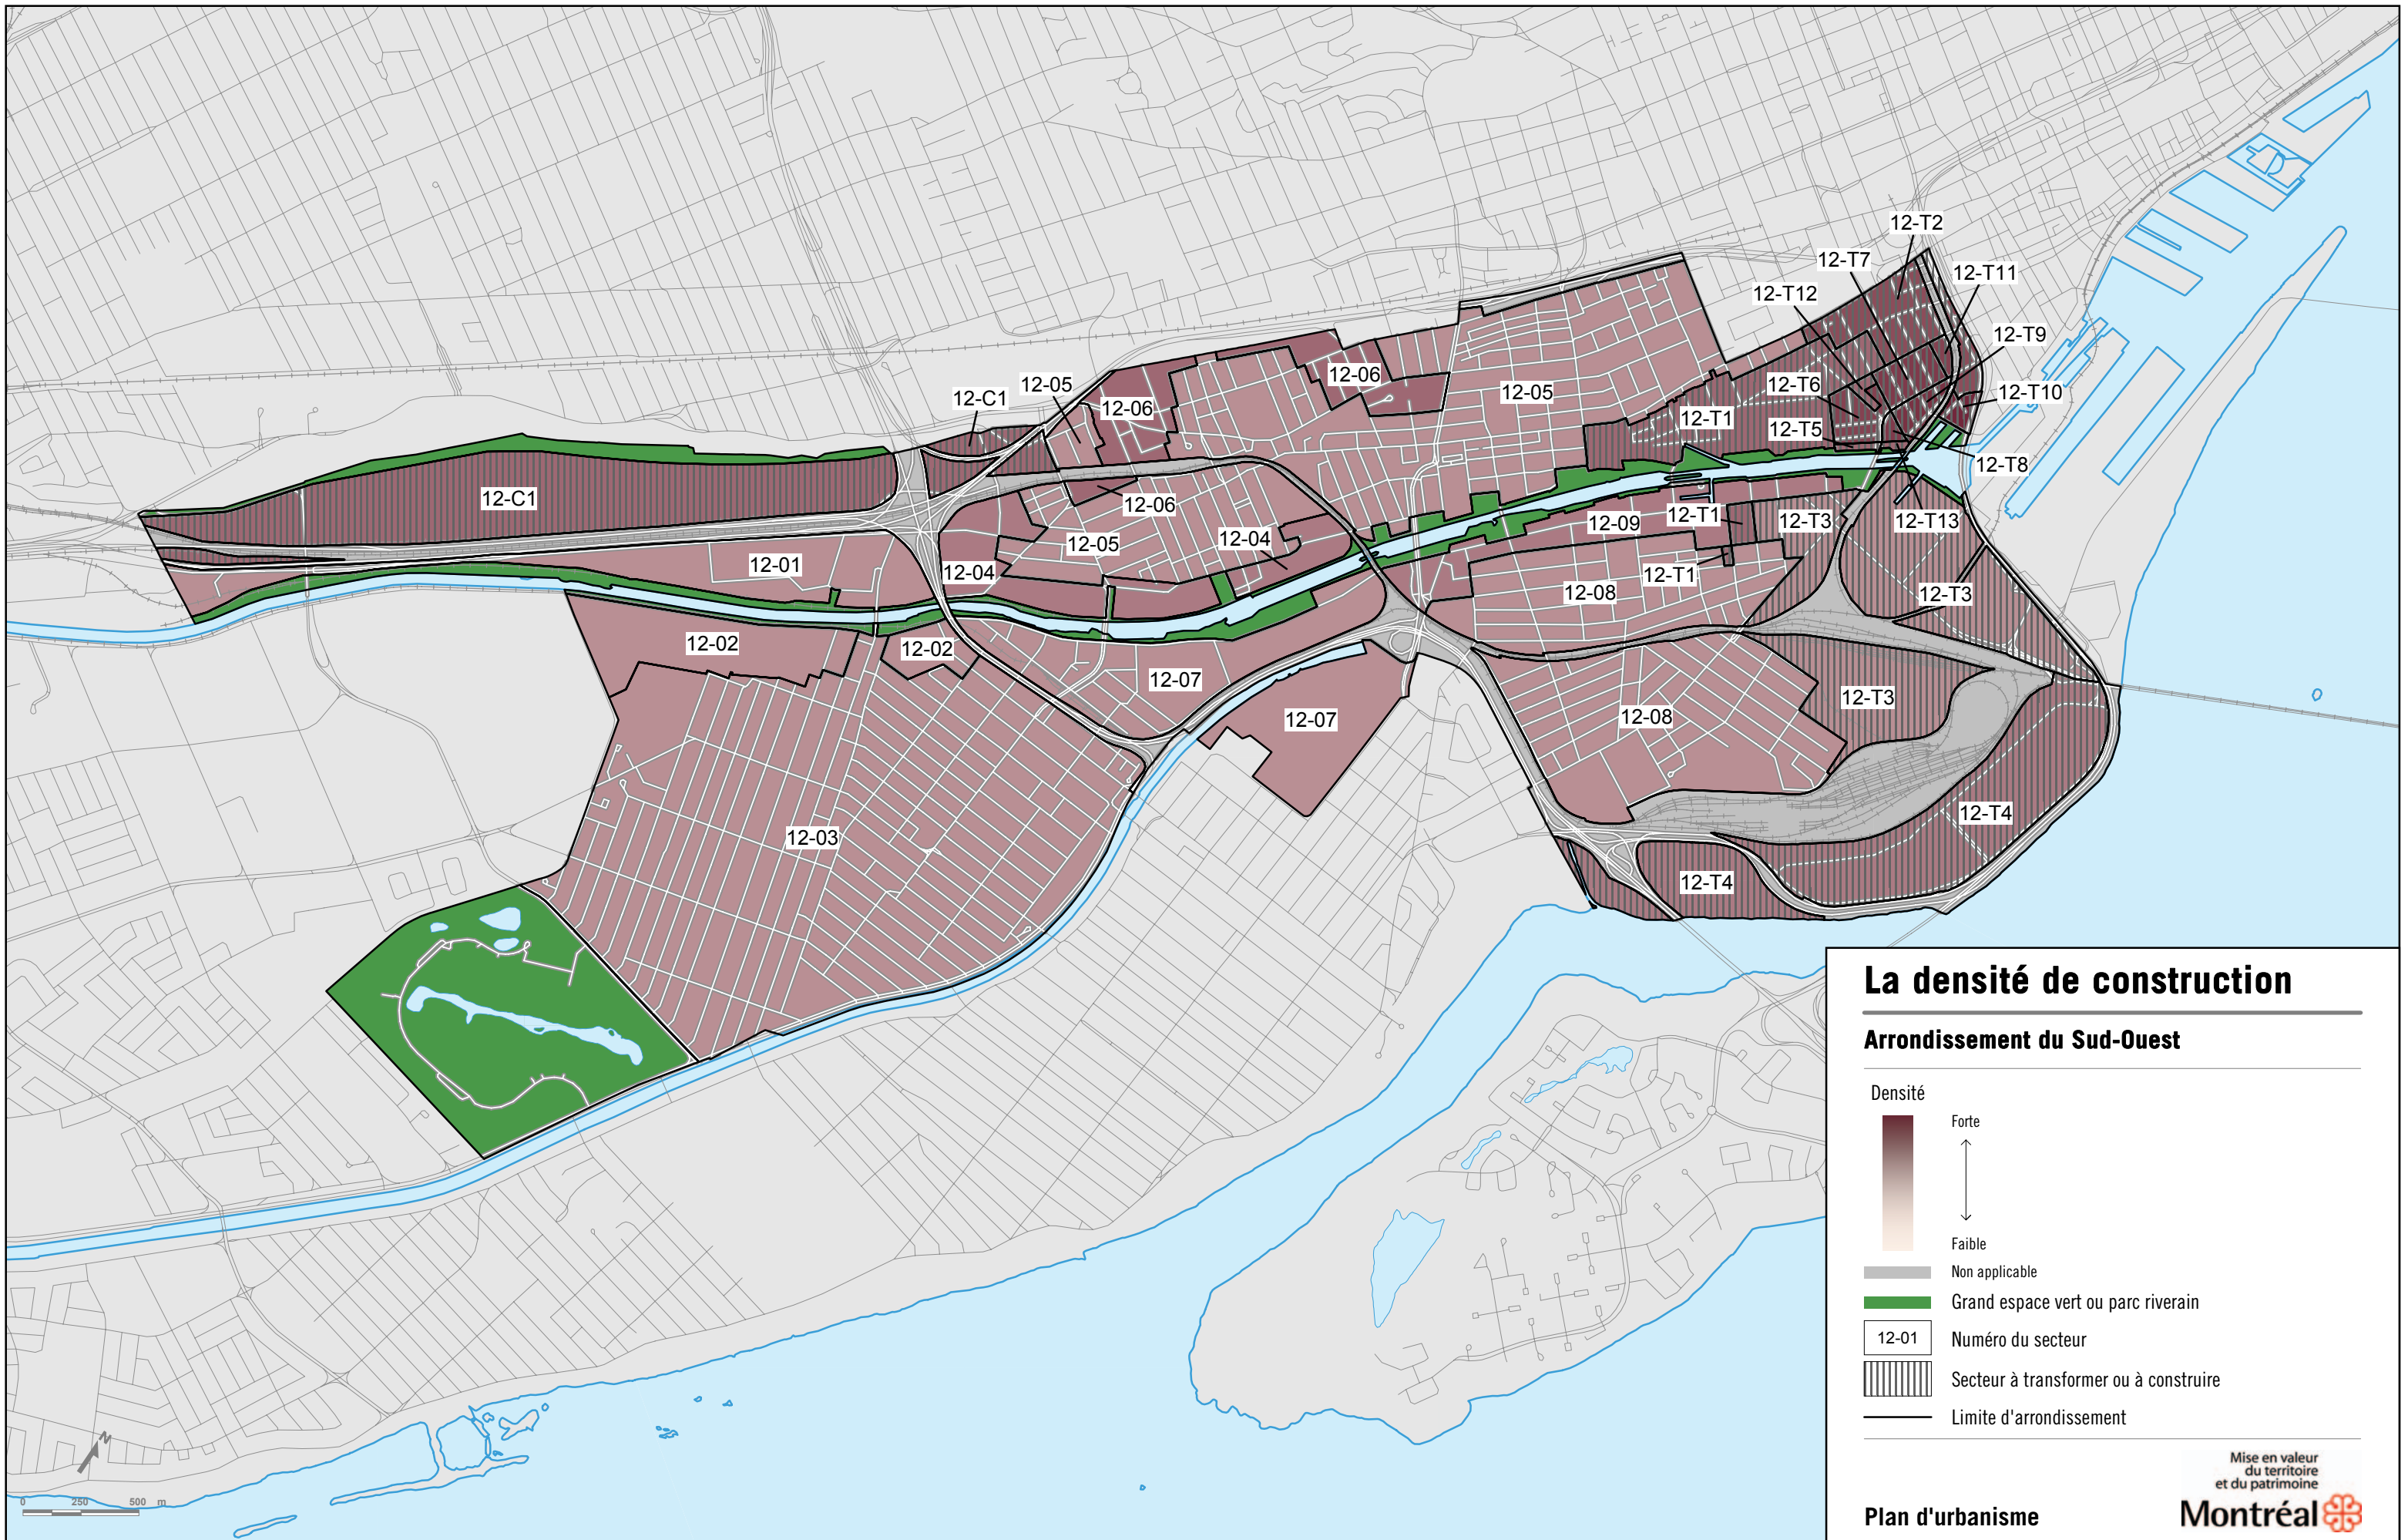 12-T2
12-T7
12-T11
12-T12
12-T9
12-05
12-06
12-T6
12-T10
12-C1
12-05
12-06
12-T1
12-T5
12-T8
12-C1
12-06
12-09
12-T1
12-T3
12-T13
12-01
12-04
12-05
12-04
12-T1
12-08
12-T3
12-02
12-02
12-07
12-T3
12-07
12-08
12-03
12-T4
12-T4
La densité de construction
Arrondissement du Sud-Ouest
Densité
Forte
Faible
Non applicable
Grand espace vert ou parc riverain
12-01 Numéro du secteur
Secteur à transformer ou à construire
Limite d'arrondissement
Mise en valeur
du territoire
et du patrimoine
Plan d'urbanisme
Montréal
N
0 250 500 m